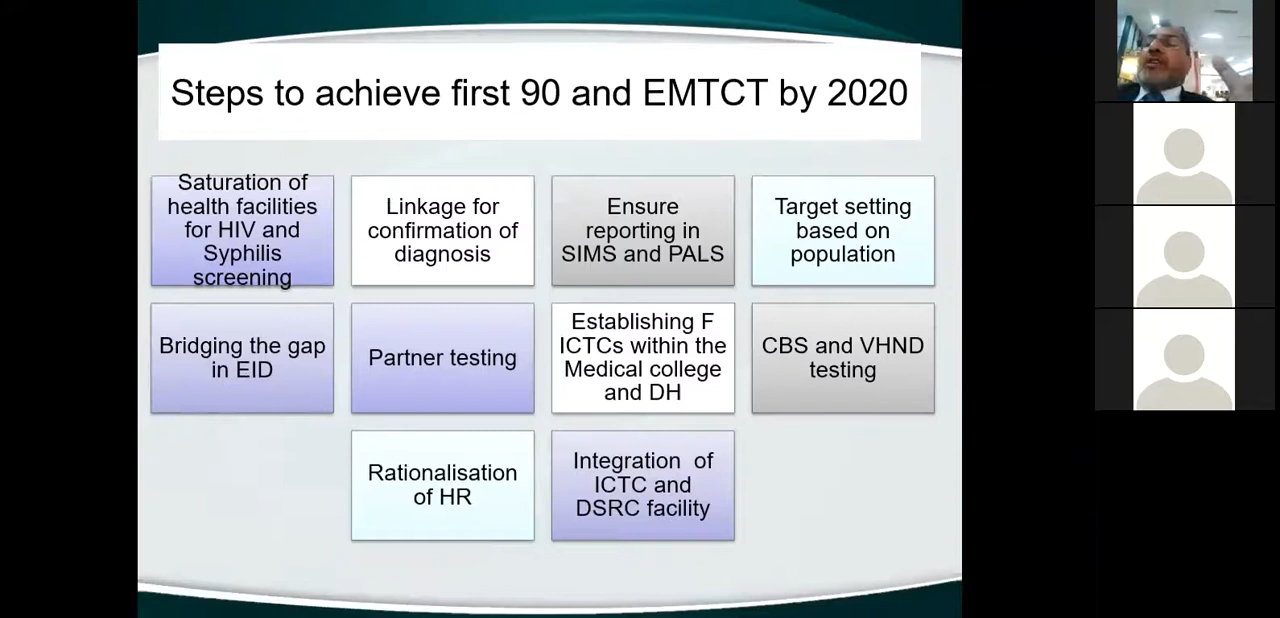 Steps to achieve first 90 and EMTCT by 2020
Saturation of
health facilities
for HIV and
Syphilis
screening
Linkage for
confirmation of
diagnosis
Ensure
reporting in
SIMS and PALS
Target setting
based on
population
Bridging the gap
in EID
Partner testing
Establishing F
ICTCs within the
Medical college
and DH
CBS and VHND
testing
Rationalisation
of HR
Integration of
ICTC and
DSRC facility